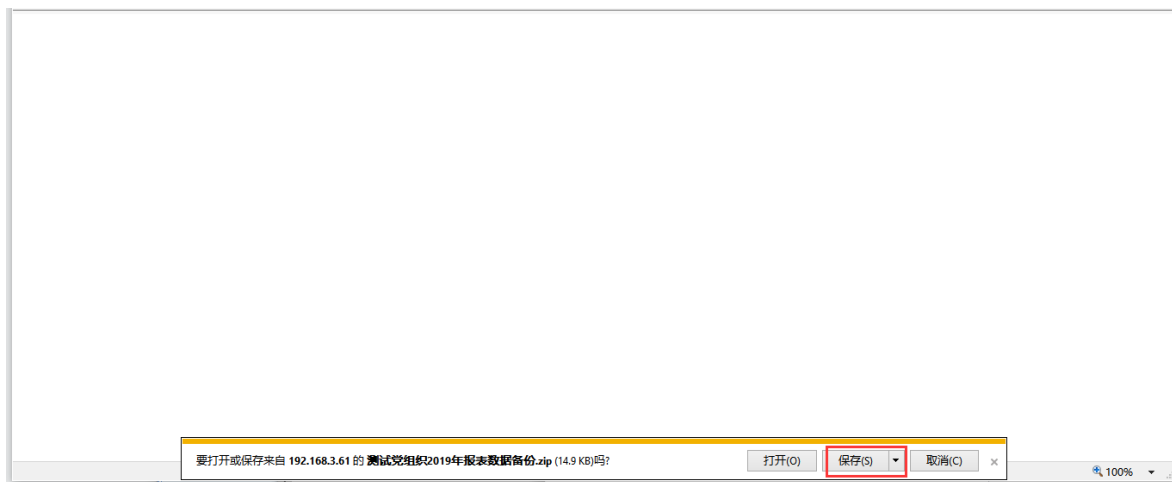 要打开或保存来自 192.168.3.61 的 测试党组织2019年报表数据备份.zip (14.9 KB)吗? 打开(O) 保存(S) 取消(C) ×
100%